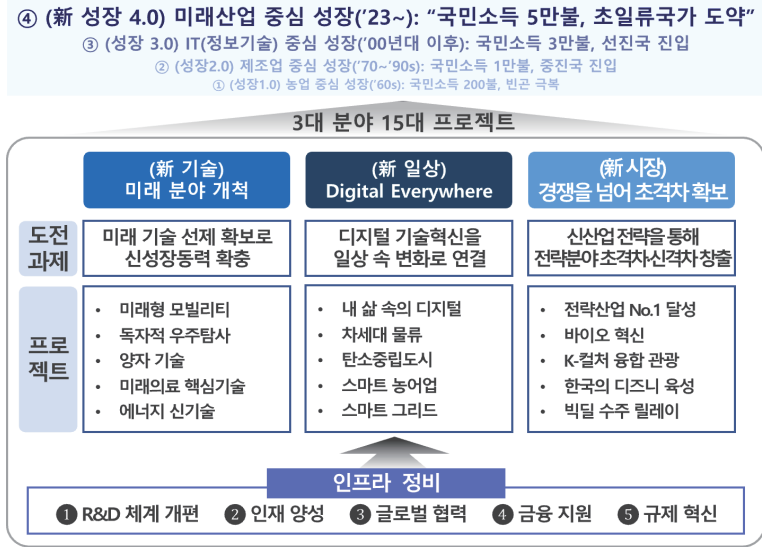 ④ (新 성장 4.0) 미래산업 중심 성장('23~): “국민소득 5만불, 초일류국가 도약”
③ (성장 3.0) IT(정보기술) 중심 성장('00년대 이후): 국민소득 3만불, 선진국 진입
② (성장2.0) 제조업 중심 성장('70~'90s): 국민소득 1만불, 중진국 진입
① (성장1.0) 농업 중심 성장('60s): 국민소득 200불, 빈곤 극복
3대 분야 15대 프로젝트
(新 기술)
미래 분야 개척
(新 일상)
Digital Everywhere
(新 시장)
경쟁을 넘어 초격차 확보
도전
과제
미래 기술 선제 확보로
신성장동력 확충
디지털 기술혁신을
일상 속 변화로 연결
신산업 전략을 통해
전략분야 초격차·신격차 창출
프로
젝트
• 미래형 모빌리티
• 독자적 우주탐사
• 양자 기술
• 미래의료 핵심기술
• 에너지 신기술
• 내 삶 속의 디지털
• 차세대 물류
• 탄소중립도시
• 스마트 농어업
• 스마트 그리드
• 전략산업 No.1 달성
• 바이오 혁신
• K-컬처 융합 관광
• 한국의 디즈니 육성
• 빅딜 수주 릴레이
인프라 정비
❶ R&D 체계 개편 ❷ 인재 양성 ❸ 글로벌 협력 ❹ 금융 지원 ❺ 규제 혁신